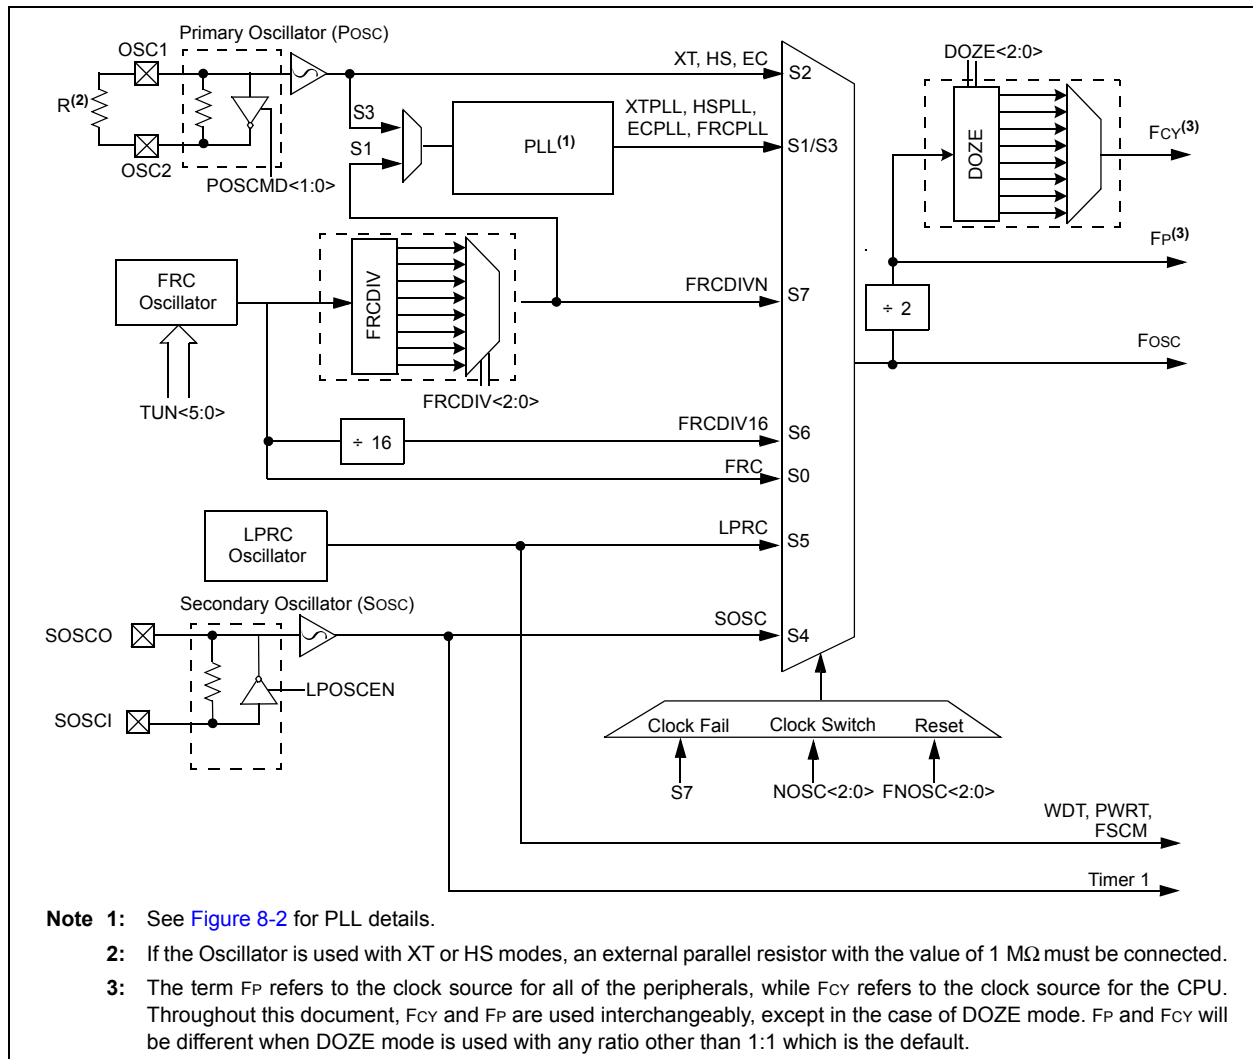 Primary Oscillator (POSC)
OSC1
R(2)
OSC2
POSCMD<1:0>
S3
S1
PLL(1)
XT, HS, EC
S2
XTPLL, HSPLL,
ECPLL, FRCPLL
S1/S3
DOZE<2:0>
DOZE
FCY(3)
FP(3)
÷ 2
FOSC
FRC
Oscillator
TUN<5:0>
FRCDIV
FRCDIV<2:0>
FRCDIVN
S7
÷ 16
FRCDIV16
S6
FRC
S0
LPRC
Oscillator
LPRC
S5
Secondary Oscillator (SOSC)
SOSCO
SOSCI
LPOSCEN
SOSC
S4
Clock Fail
Clock Switch
Reset
S7
NOSC<2:0>
FNOSC<2:0>
WDT, PWRT,
FSCM
Timer 1
Note 1: See Figure 8-2 for PLL details.
2: If the Oscillator is used with XT or HS modes, an external parallel resistor with the value of 1 MΩ must be connected.
3: The term FP refers to the clock source for all of the peripherals, while FCY refers to the clock source for the CPU.
Throughout this document, FCY and FP are used interchangeably, except in the case of DOZE mode. FP and FCY will
be different when DOZE mode is used with any ratio other than 1:1 which is the default.